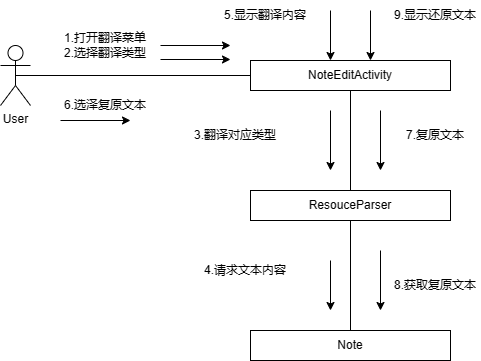 5.显示翻译内容
9.显示还原文本
1.打开翻译菜单
2.选择翻译类型
NoteEditActivity
User
6.选择复原文本
3.翻译对应类型
7.复原文本
ResouceParser
4.请求文本内容
8.获取复原文本
Note